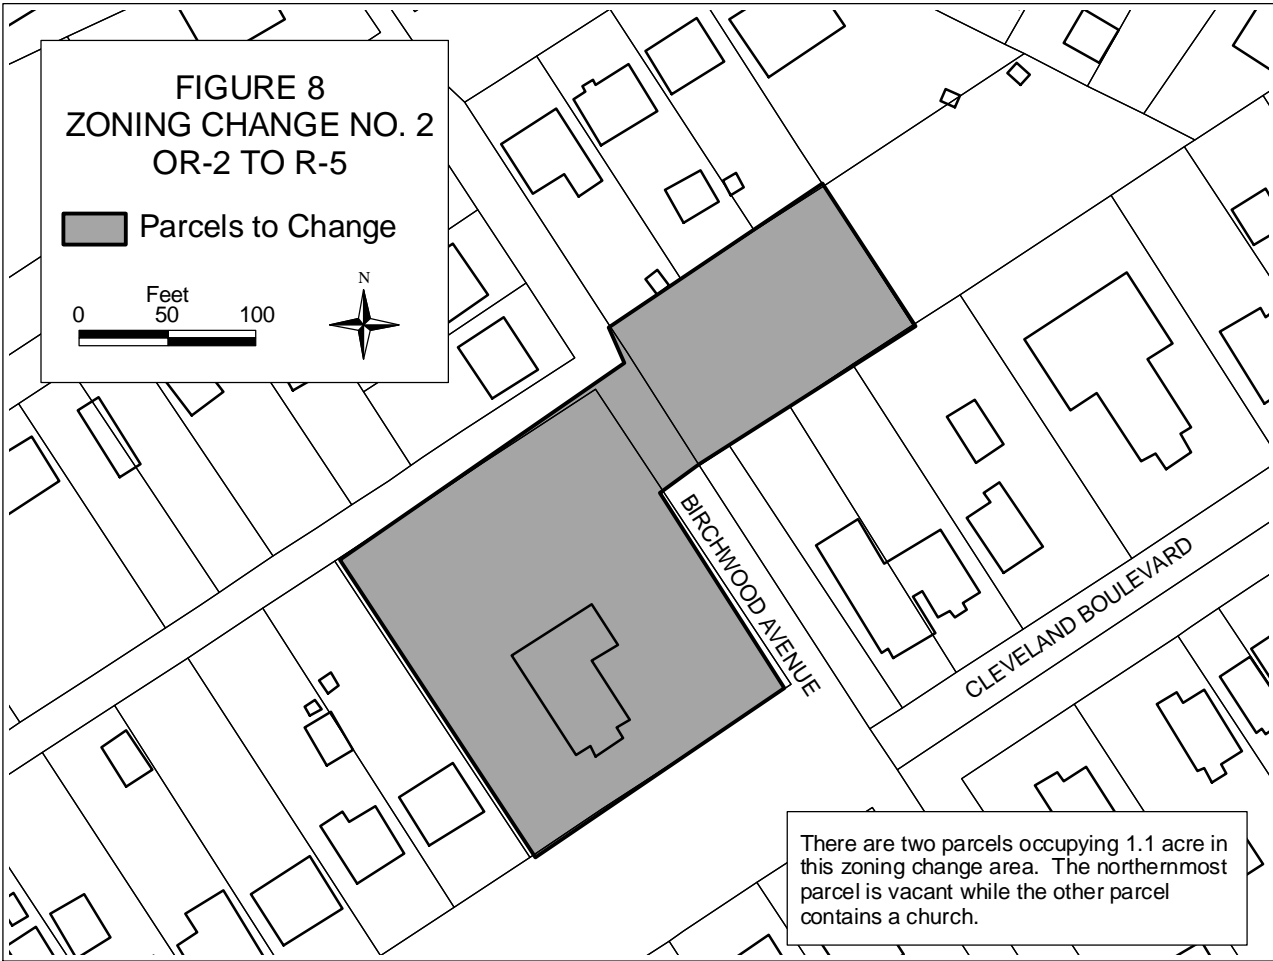 FIGURE 8
ZONING CHANGE NO. 2
OR-2 TO R-5
Parcels to Change
Feet
0 50 100
N
BIRCHWOOD AVENUE
CLEVELAND BOULEVARD
There are two parcels occupying 1.1 acre in
this zoning change area. The northernmost
parcel is vacant while the other parcel
contains a church.